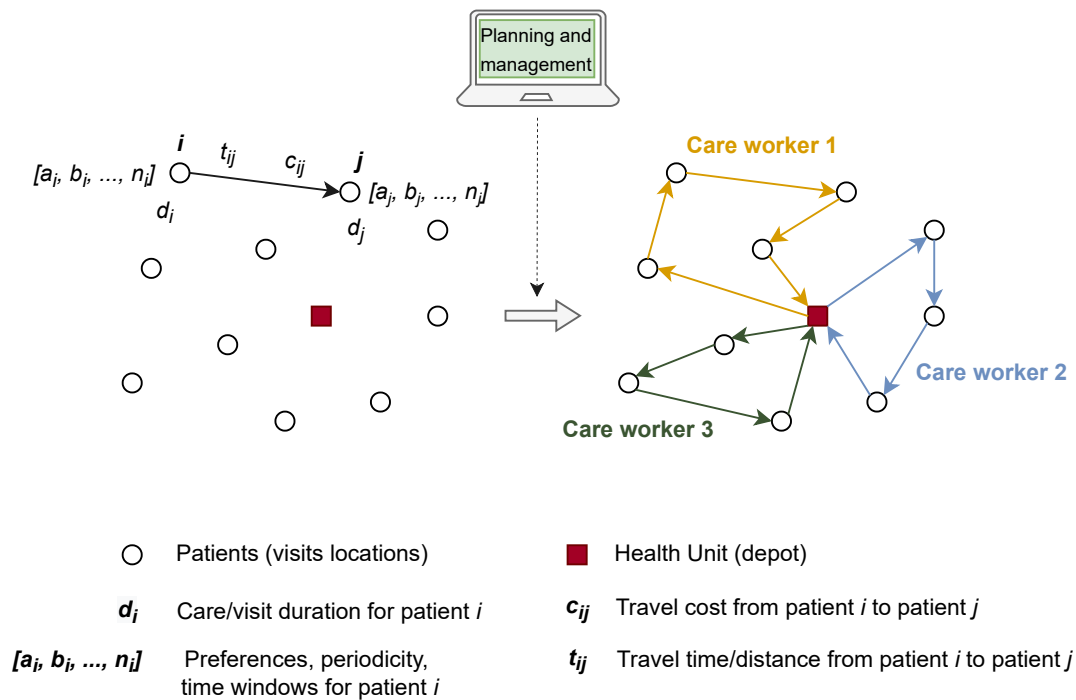 Planning and
management
i
t_ij
c_ij
j
[a_i, b_i, ..., n_i]
[a_j, b_j, ..., n_j]
d_i
d_j
Care worker 1
Care worker 2
Care worker 3
Patients (visits locations)
Health Unit (depot)
d_i Care/visit duration for patient i
c_ij Travel cost from patient i to patient j
[a_i, b_i, ..., n_i] Preferences, periodicity,
time windows for patient i
t_ij Travel time/distance from patient i to patient j